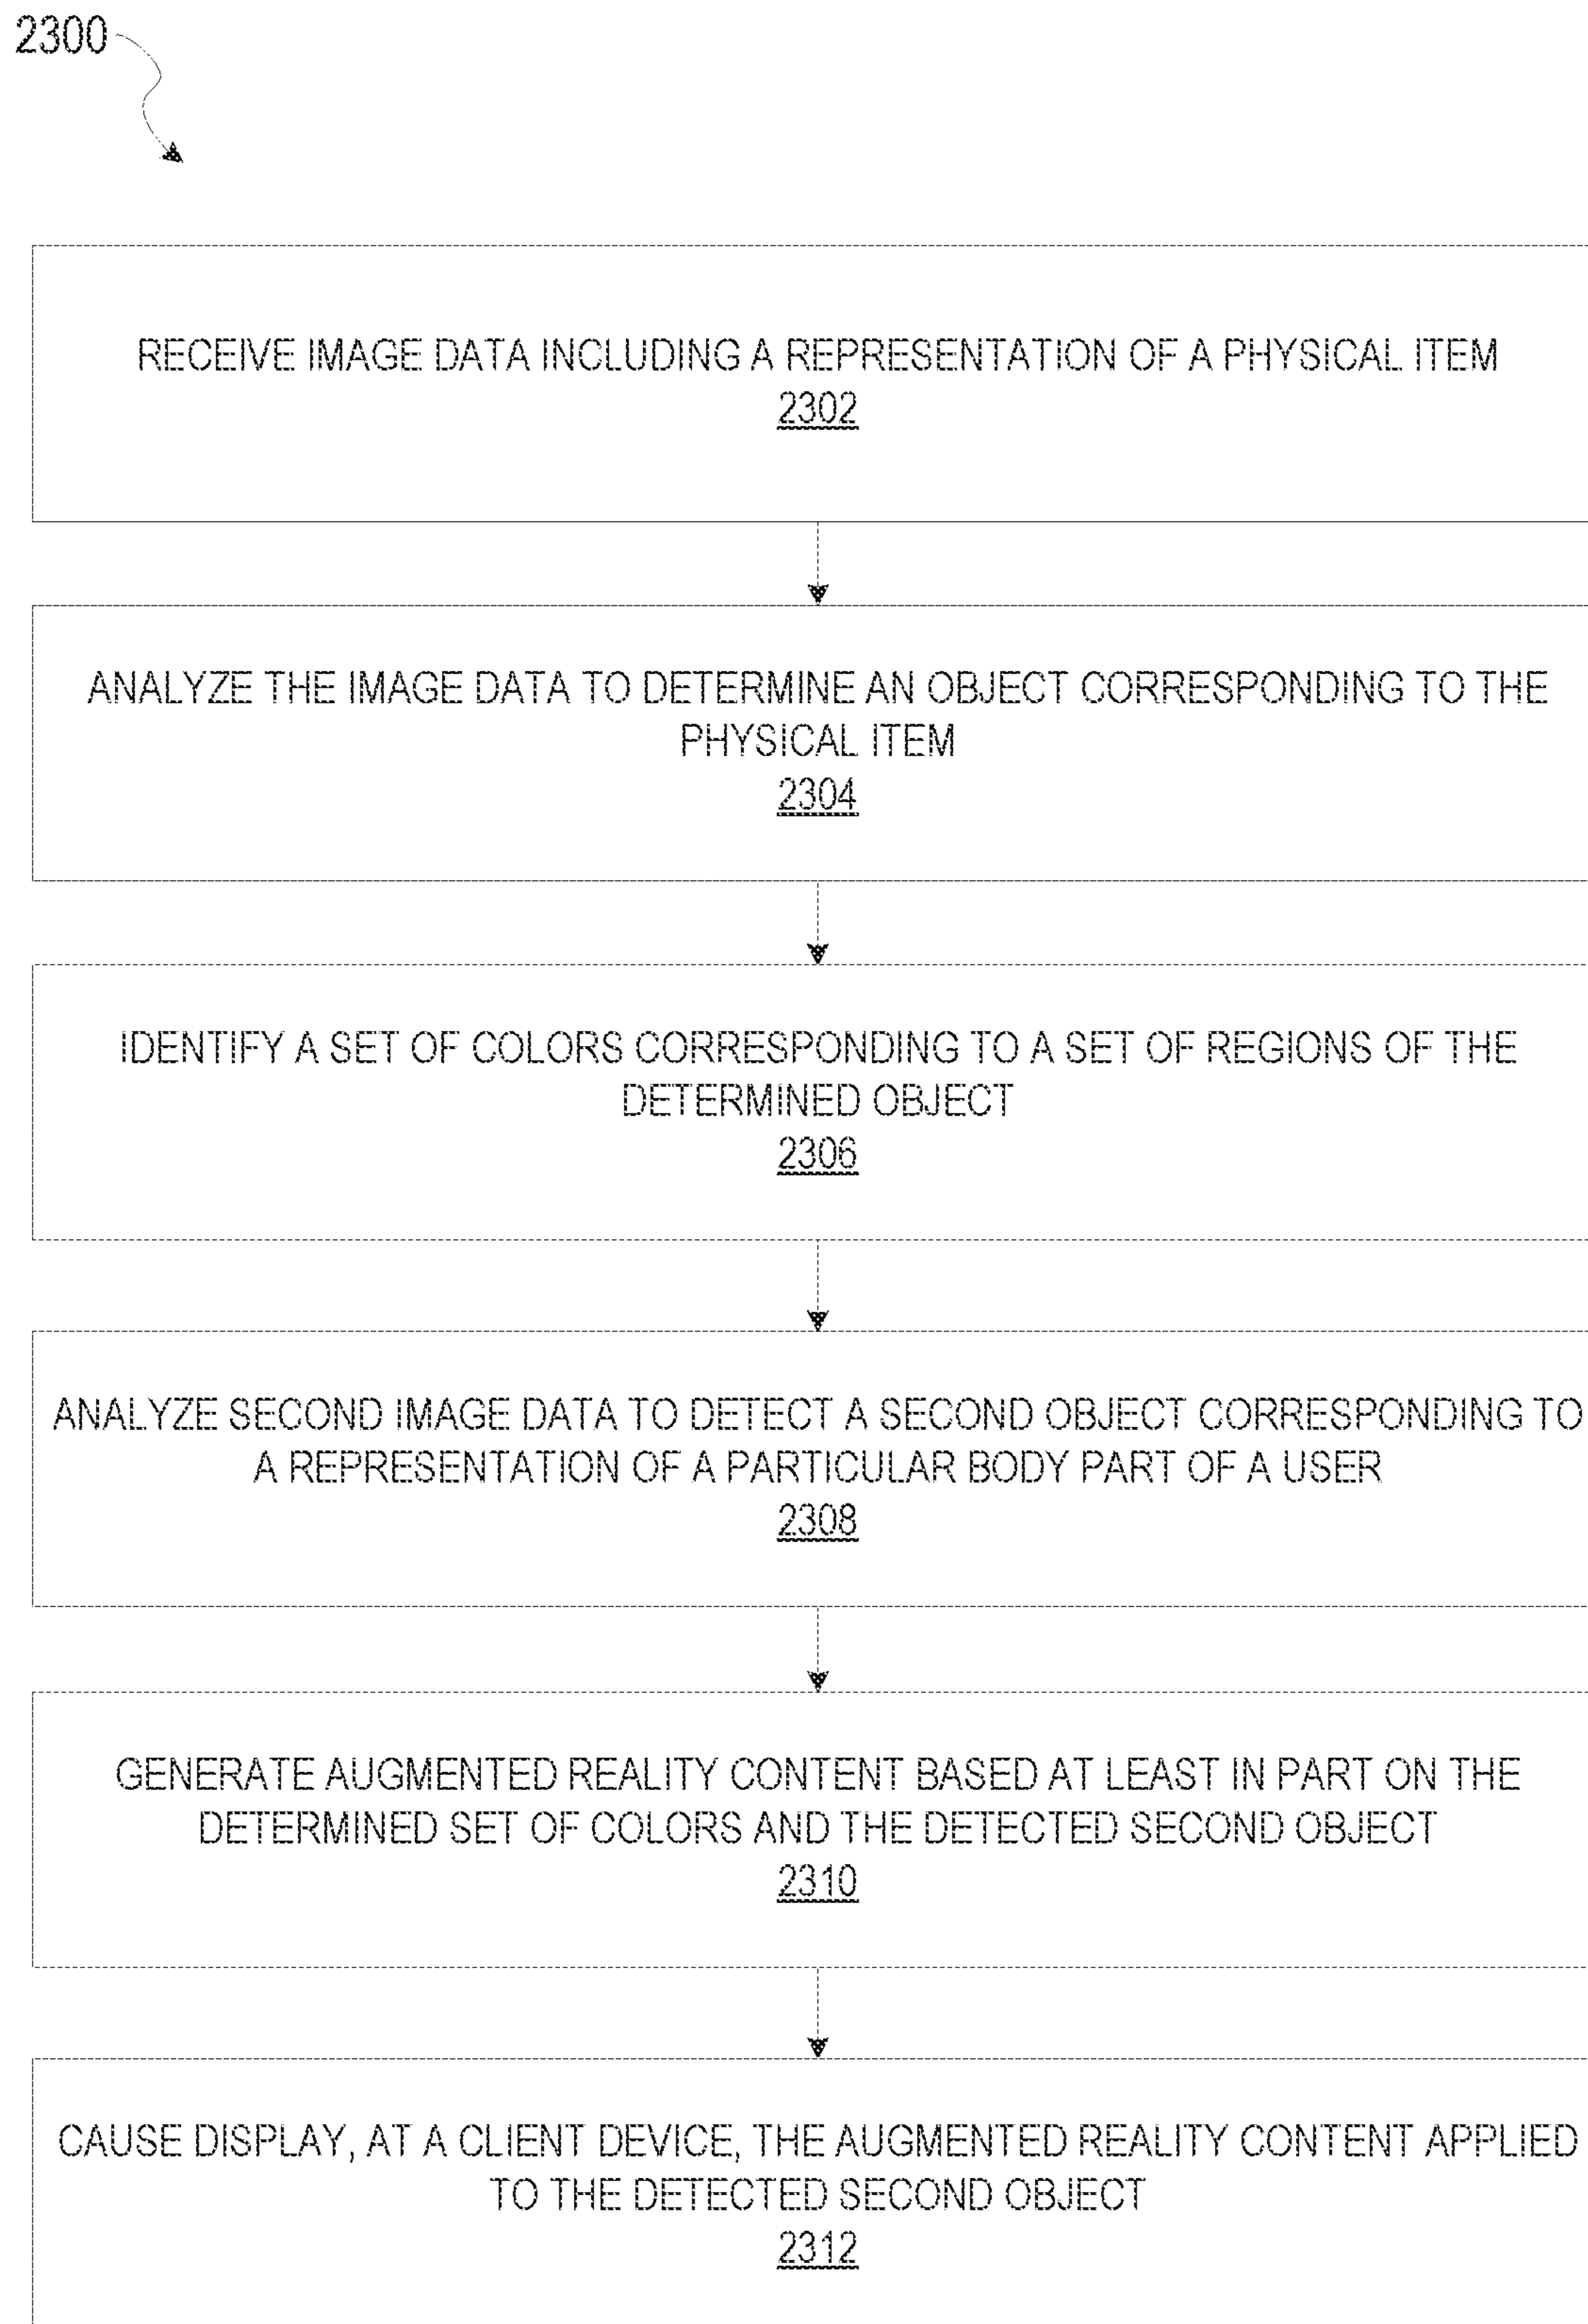 2300
RECEIVE IMAGE DATA INCLUDING A REPRESENTATION OF A PHYSICAL ITEM
2302
ANALYZE THE IMAGE DATA TO DETERMINE AN OBJECT CORRESPONDING TO THE
PHYSICAL ITEM
2304
IDENTIFY A SET OF COLORS CORRESPONDING TO A SET OF REGIONS OF THE
DETERMINED OBJECT
2306
ANALYZE SECOND IMAGE DATA TO DETECT A SECOND OBJECT CORRESPONDING TO
A REPRESENTATION OF A PARTICULAR BODY PART OF A USER
2308
GENERATE AUGMENTED REALITY CONTENT BASED AT LEAST IN PART ON THE
DETERMINED SET OF COLORS AND THE DETECTED SECOND OBJECT
2310
CAUSE DISPLAY, AT A CLIENT DEVICE, THE AUGMENTED REALITY CONTENT APPLIED
TO THE DETECTED SECOND OBJECT
2312